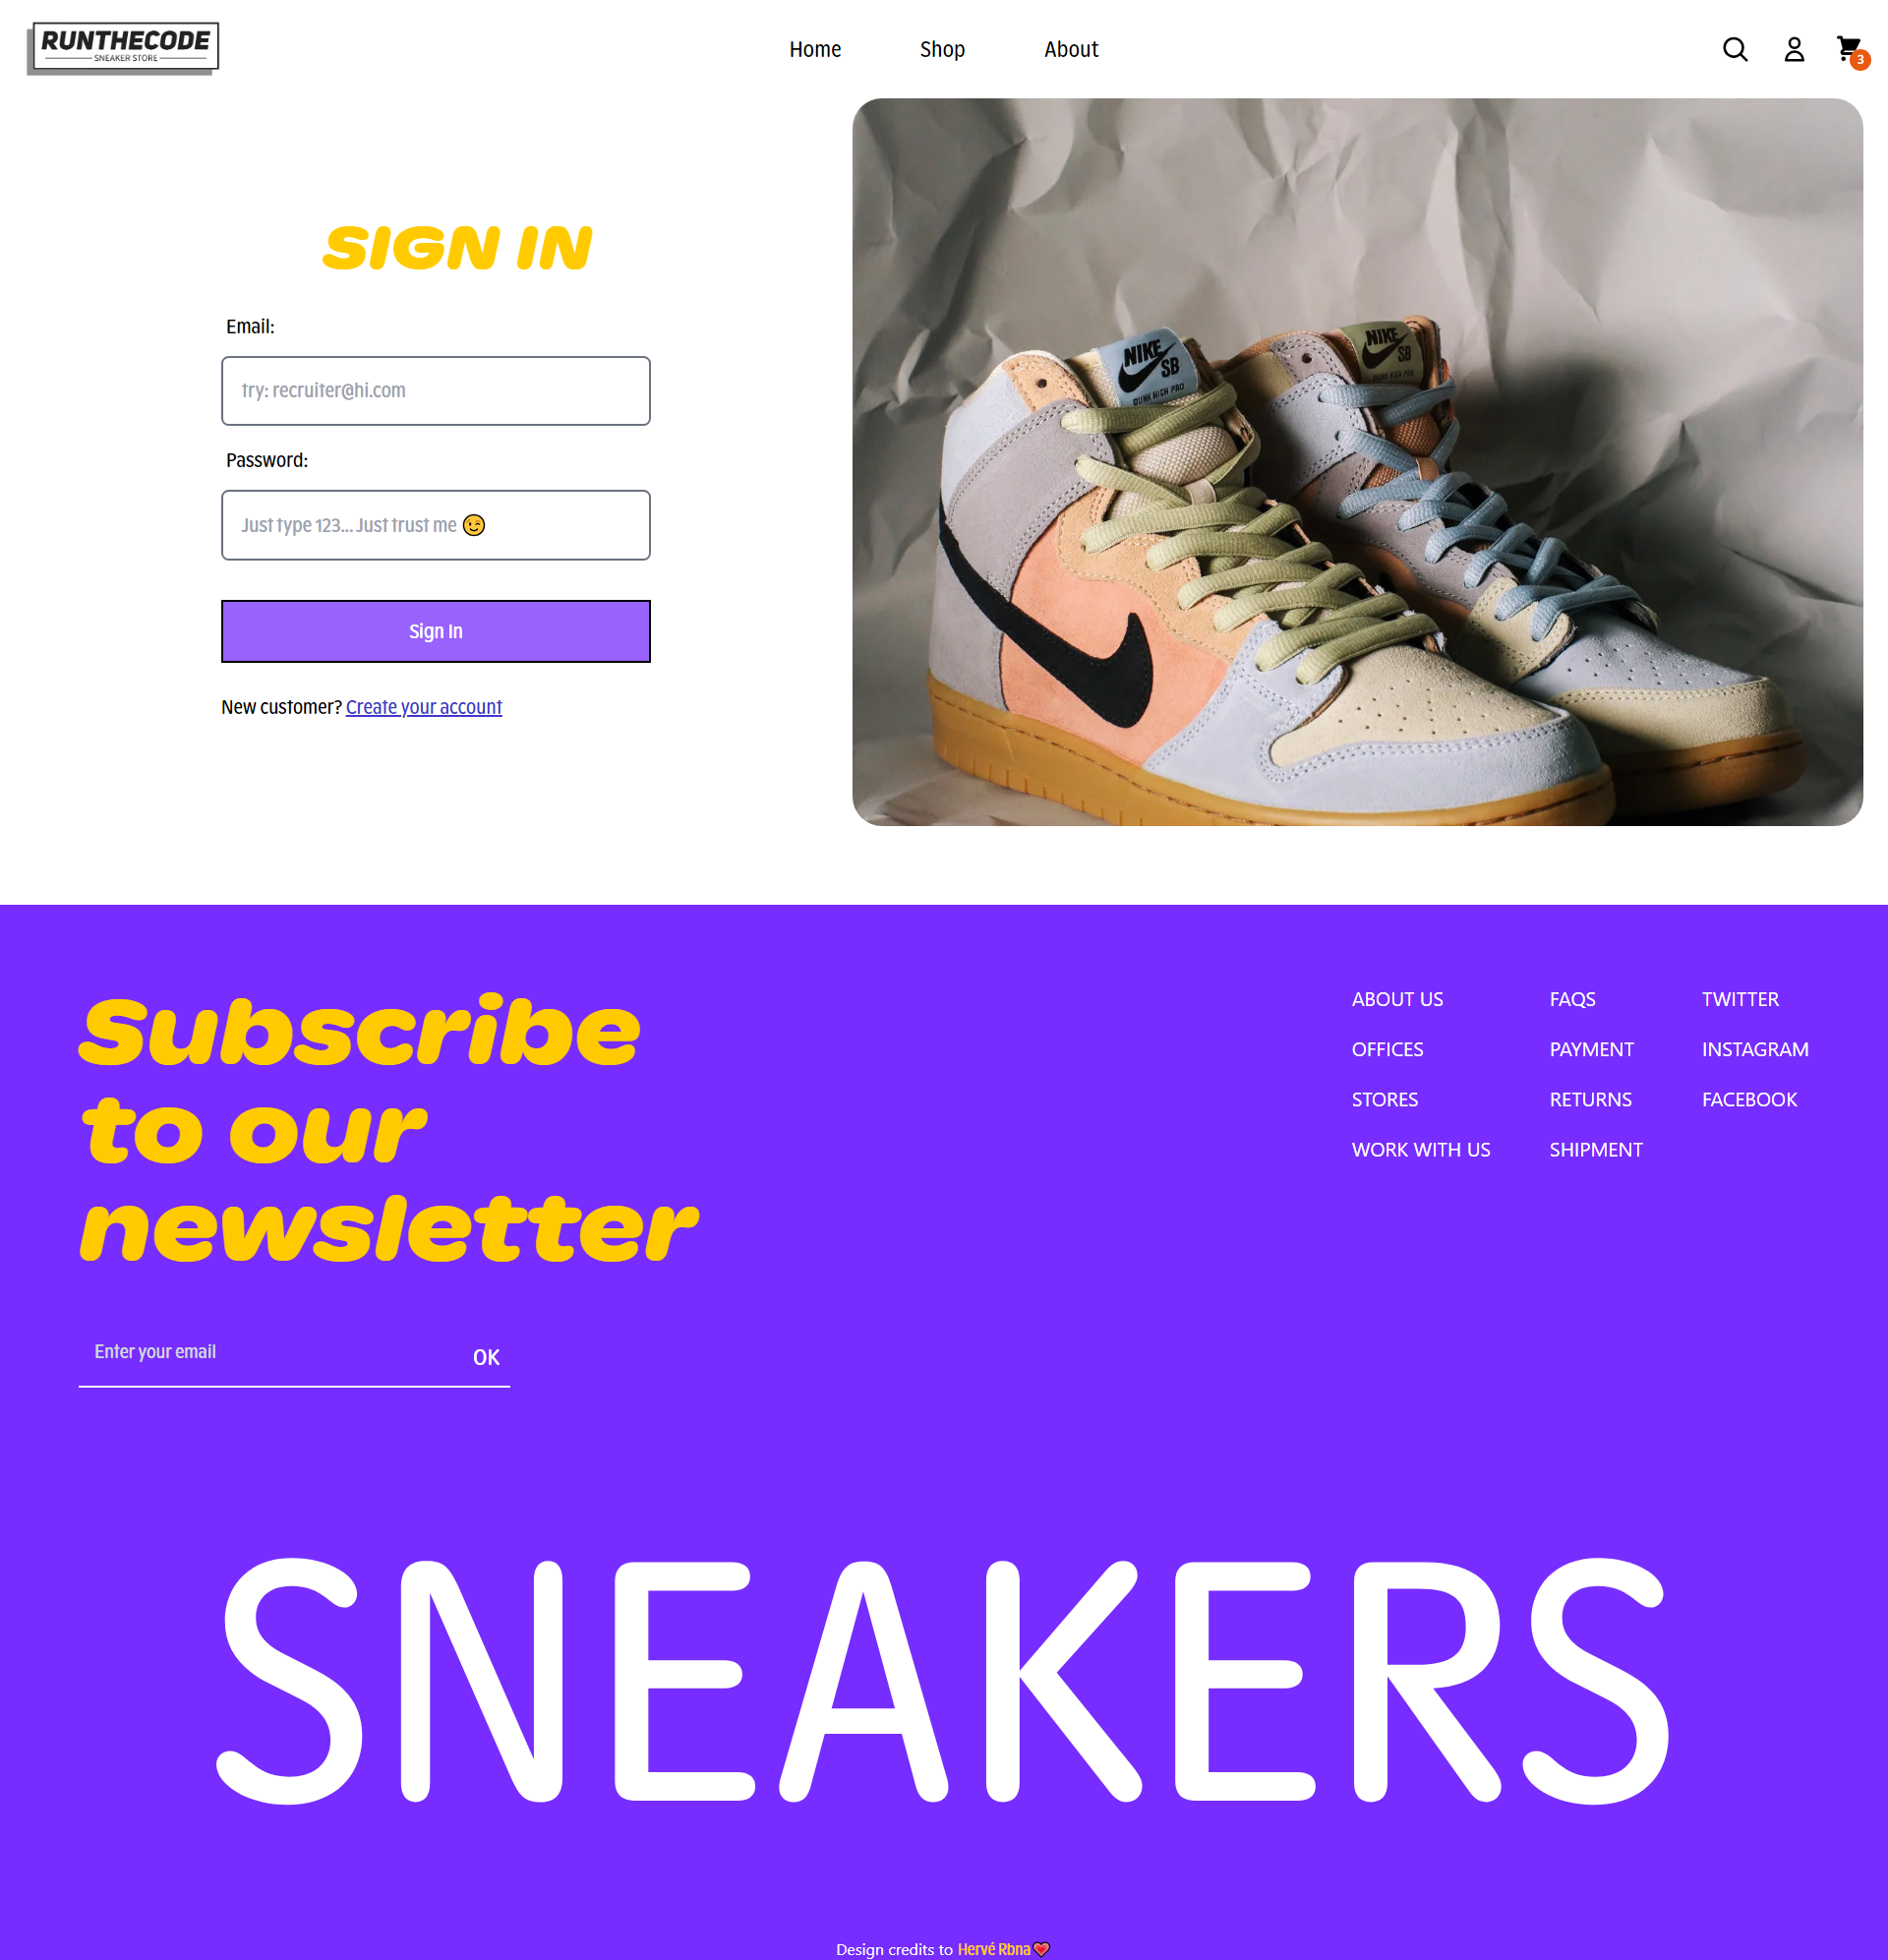 RUNTHECODE
SNEAKER STORE
Home
Shop
About
3
SIGN IN
Email:
try: recruiter@hi.com
Password:
Just type 123... Just trust me 😉
Sign In
New customer? Create your account
NIKE
SB
DUNK HIGH PRO
NIKE
SB
DUNK HIGH PRO
Subscribe
to our
newsletter
Enter your email
OK
ABOUT US
OFFICES
STORES
WORK WITH US
FAQS
PAYMENT
RETURNS
SHIPMENT
TWITTER
INSTAGRAM
FACEBOOK
SNEAKERS
Design credits to Hervé Rbna❤️